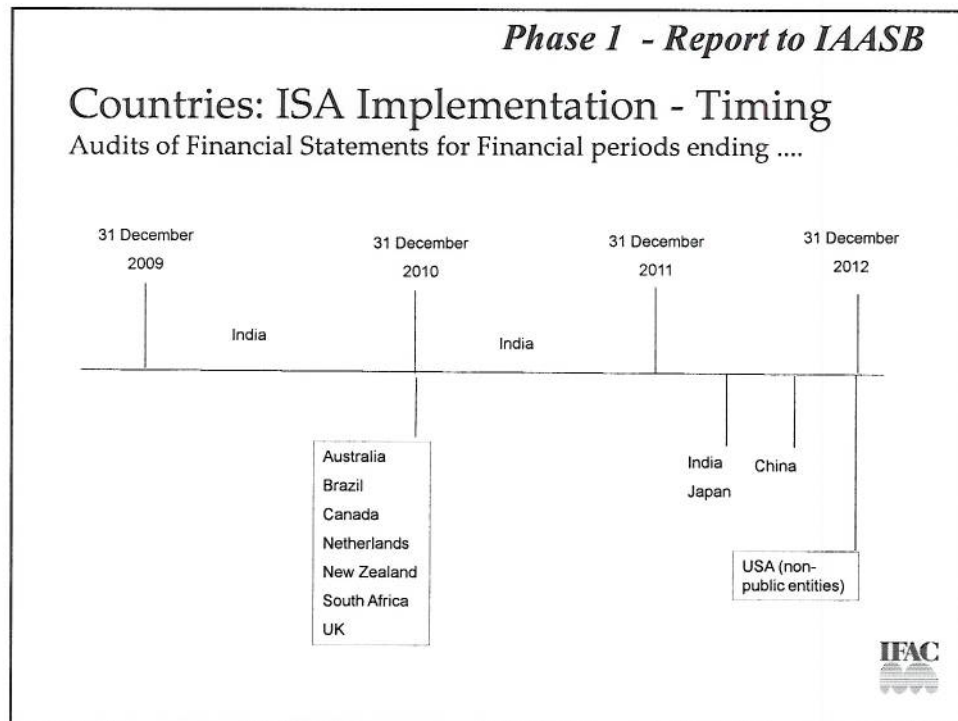 Phase 1 - Report to IAASB
Countries: ISA Implementation - Timing
Audits of Financial Statements for Financial periods ending ....
31 December
2009
31 December
2010
31 December
2011
31 December
2012
India
India
Australia
Brazil
Canada
Netherlands
New Zealand
South Africa
UK
India
Japan
China
USA (non-
public entities)
IFAC